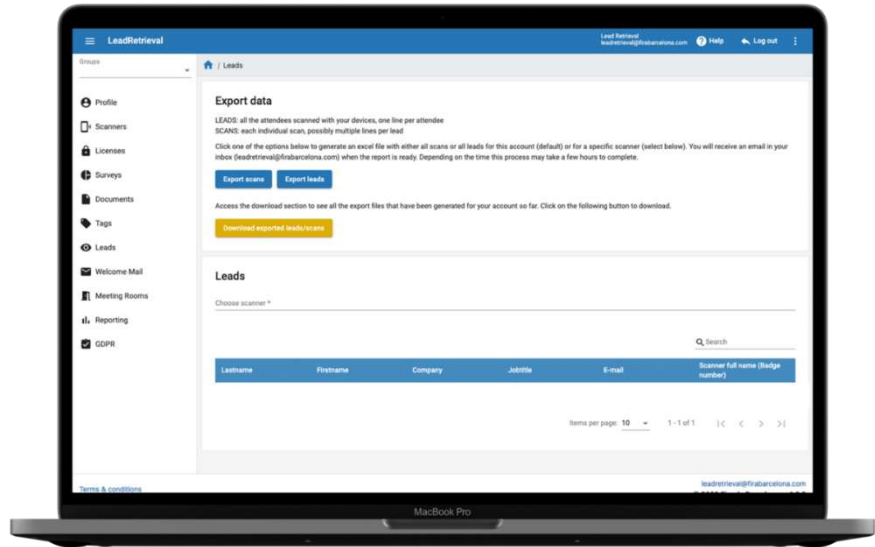 LeadRetrieval
Lead Retrieval
leadretrieval@firabarcelona.com
Help
Log out
Groups
/ Leads
Profile
Scanners
Licenses
Surveys
Documents
Tags
Leads
Welcome Mail
Meeting Rooms
Reporting
GDPR
Export data
LEADS: all the attendees scanned with your devices, one line per attendee
SCANS: each individual scan, possibly multiple lines per lead
Click one of the options below to generate an excel file with either all scans or all leads for this account (default) or for a specific scanner (select below). You will receive an email in your
inbox (leadretrieval@firabarcelona.com) when the report is ready. Depending on the time this process may take a few hours to complete.
Export scans
Export leads
Access the download section to see all the export files that have been generated for your account so far. Click on the following button to download.
Download exported leads/scans
Leads
Choose scanner *
Search
Lastname
Firstname
Company
Jobtitle
E-mail
Scanner full name (Badge
number)
Items per page: 10
1 - 1 of 1
Terms & conditions
leadretrieval@firabarcelona.com
MacBook Pro